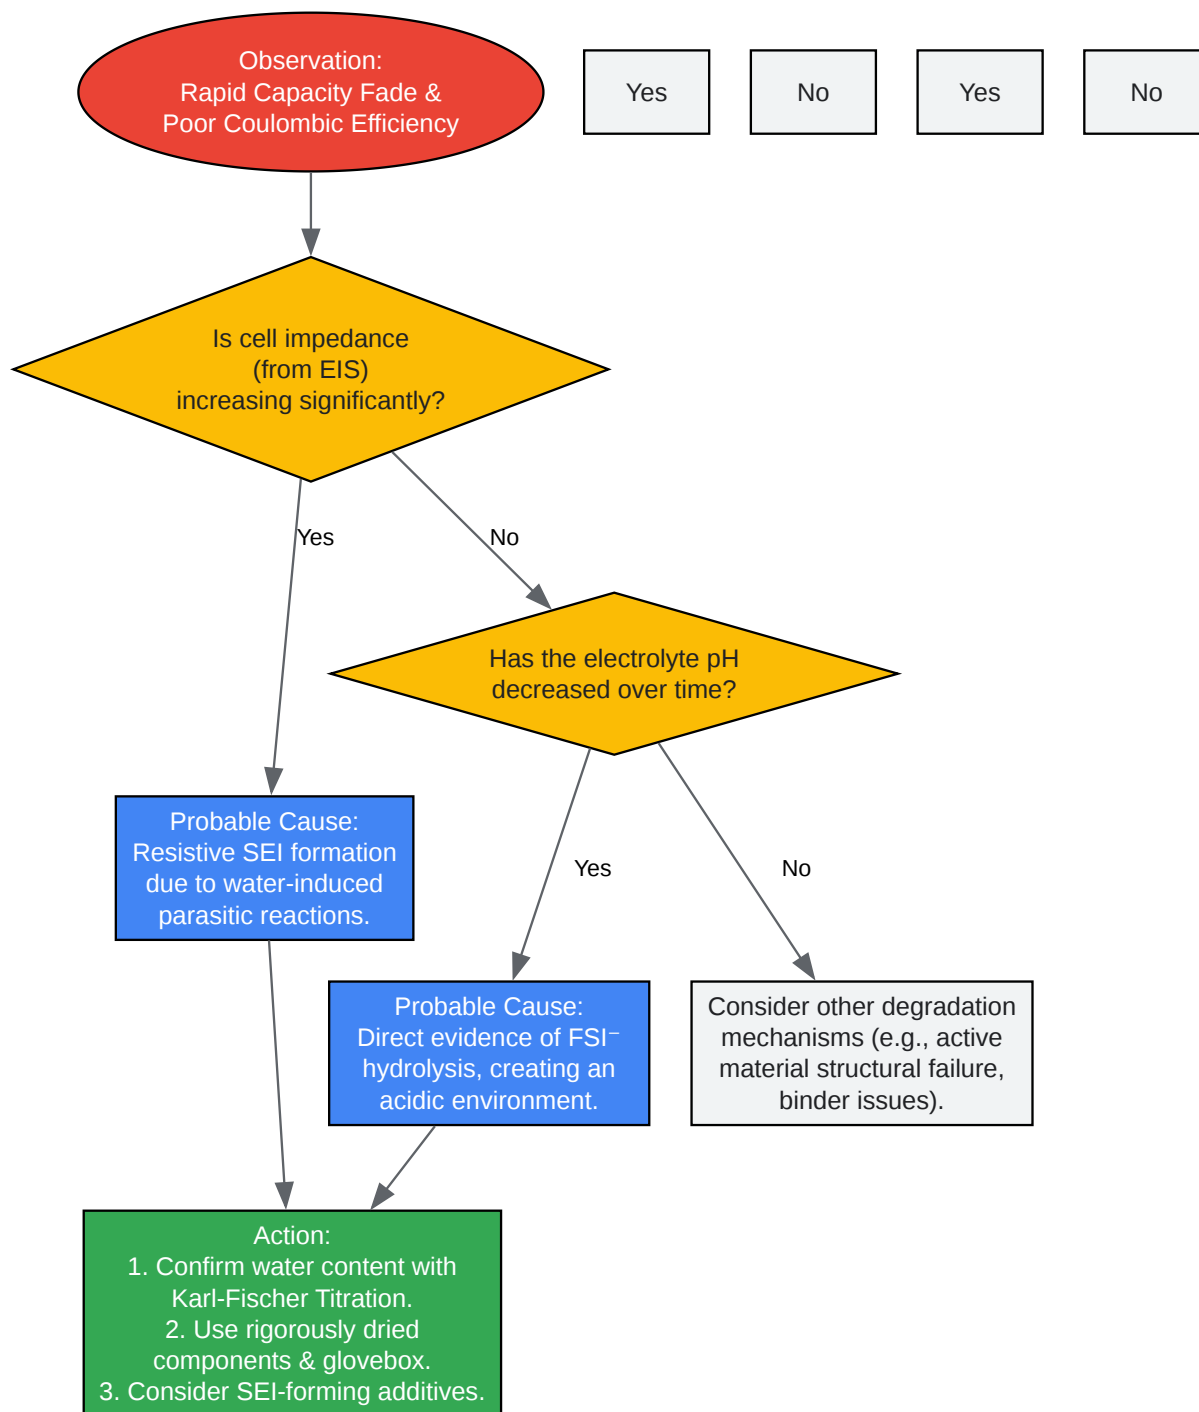 Observation:
Rapid Capacity Fade &
Poor Coulombic Efficiency
Yes
No
Yes
No
Is cell impedance
(from EIS)
increasing significantly?
Yes
No
Has the electrolyte pH
decreased over time?
Probable Cause:
Resistive SEI formation
due to water-induced
parasitic reactions.
Yes
No
Probable Cause:
Direct evidence of FSI⁻
hydrolysis, creating an
acidic environment.
Consider other degradation
mechanisms (e.g., active
material structural failure,
binder issues).
Action:
1. Confirm water content with
Karl-Fischer Titration.
2. Use rigorously dried
components & glovebox.
3. Consider SEI-forming additives.